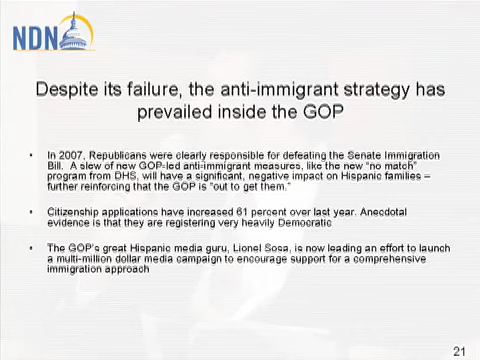 NDN
Despite its failure, the anti-immigrant strategy has
prevailed inside the GOP
• In 2007, Republicans were clearly responsible for defeating the Senate Immigration
Bill. A slew of new GOP-led anti-immigrant measures, like the new "no match"
program from DHS, will have a significant, negative impact on Hispanic families –
further reinforcing that the GOP is "out to get them."
• Citizenship applications have increased 61 percent over last year. Anecdotal
evidence is that they are registering very heavily Democratic
• The GOP's great Hispanic media guru, Lionel Sosa, is now leading an effort to launch
a multi-million dollar media campaign to encourage support for a comprehensive
immigration approach
21